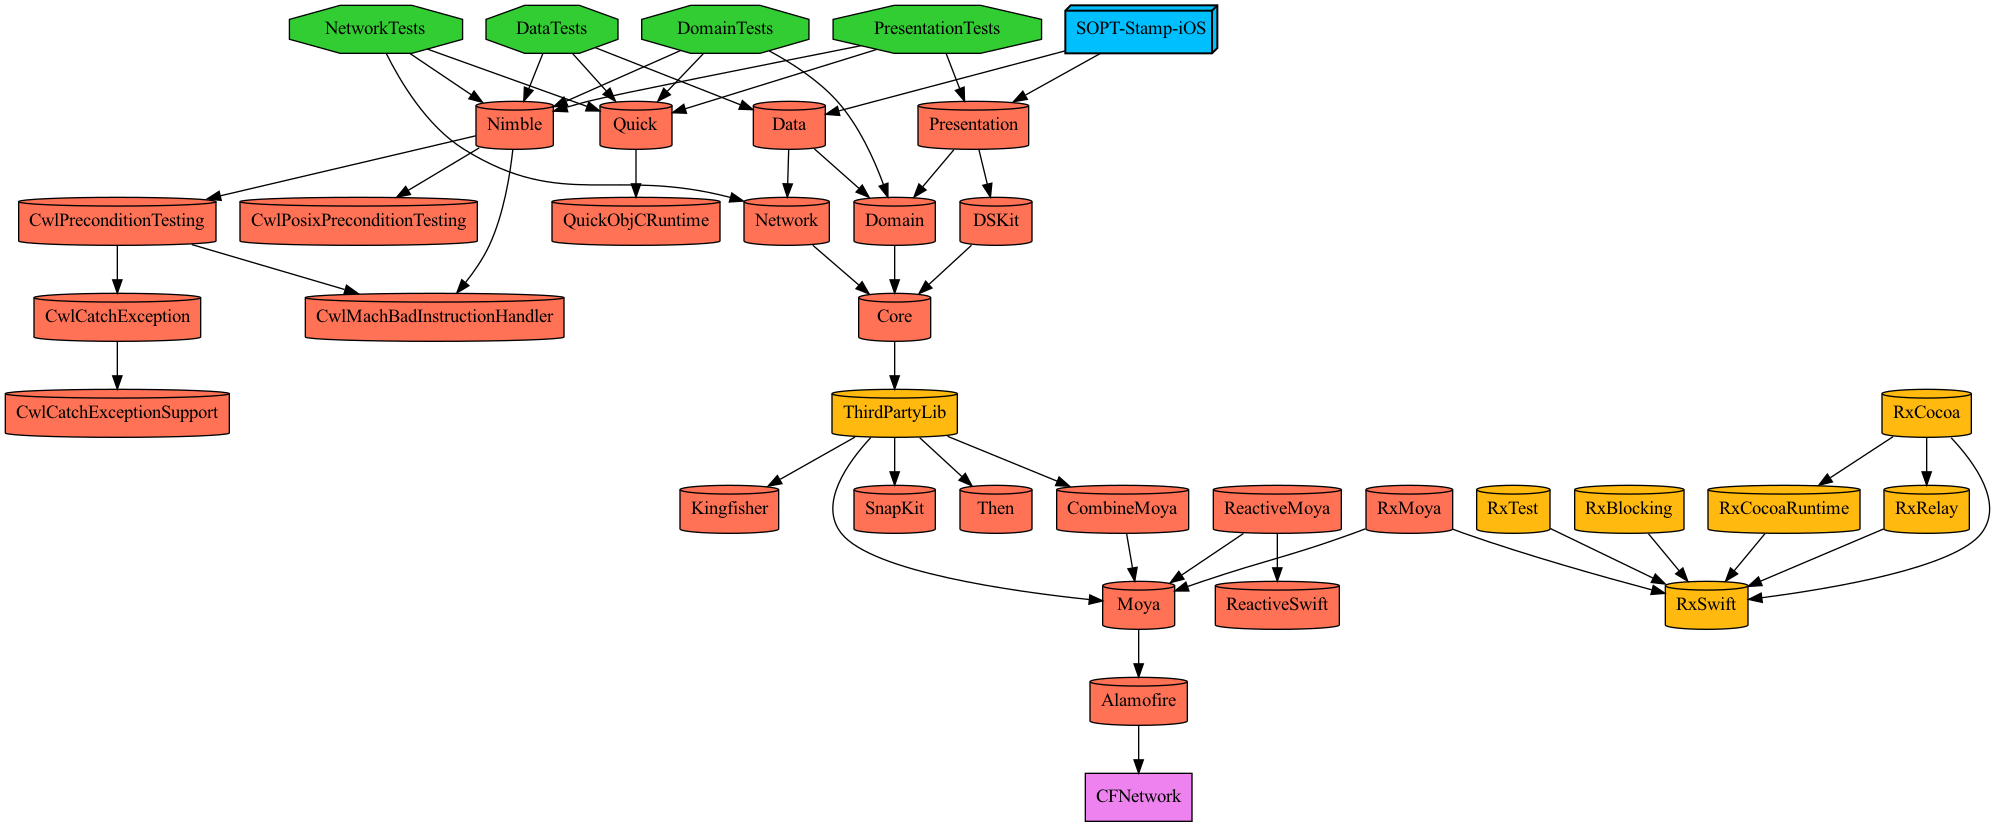 NetworkTests
DataTests
DomainTests
PresentationTests
SOPT-Stamp-iOS
Nimble
Quick
Data
Presentation
CwlPreconditionTesting
CwlPosixPreconditionTesting
QuickObjCRuntime
Network
Domain
DSKit
CwlCatchException
CwlMachBadInstructionHandler
Core
CwlCatchExceptionSupport
ThirdPartyLib
RxCocoa
Kingfisher
SnapKit
Then
CombineMoya
ReactiveMoya
RxMoya
RxTest
RxBlocking
RxCocoaRuntime
RxRelay
Moya
ReactiveSwift
RxSwift
Alamofire
CFNetwork